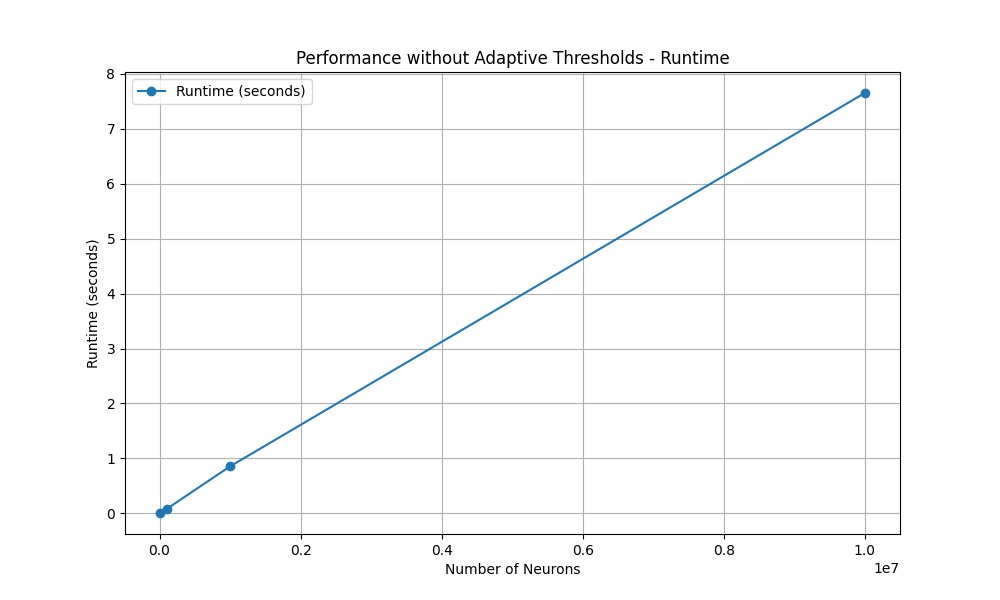 Performance without Adaptive Thresholds - Runtime
Runtime (seconds)
8
7
6
5
4
3
2
1
0
Runtime (seconds)
0.0 0.2 0.4 0.6 0.8 1.0
1e7
Number of Neurons